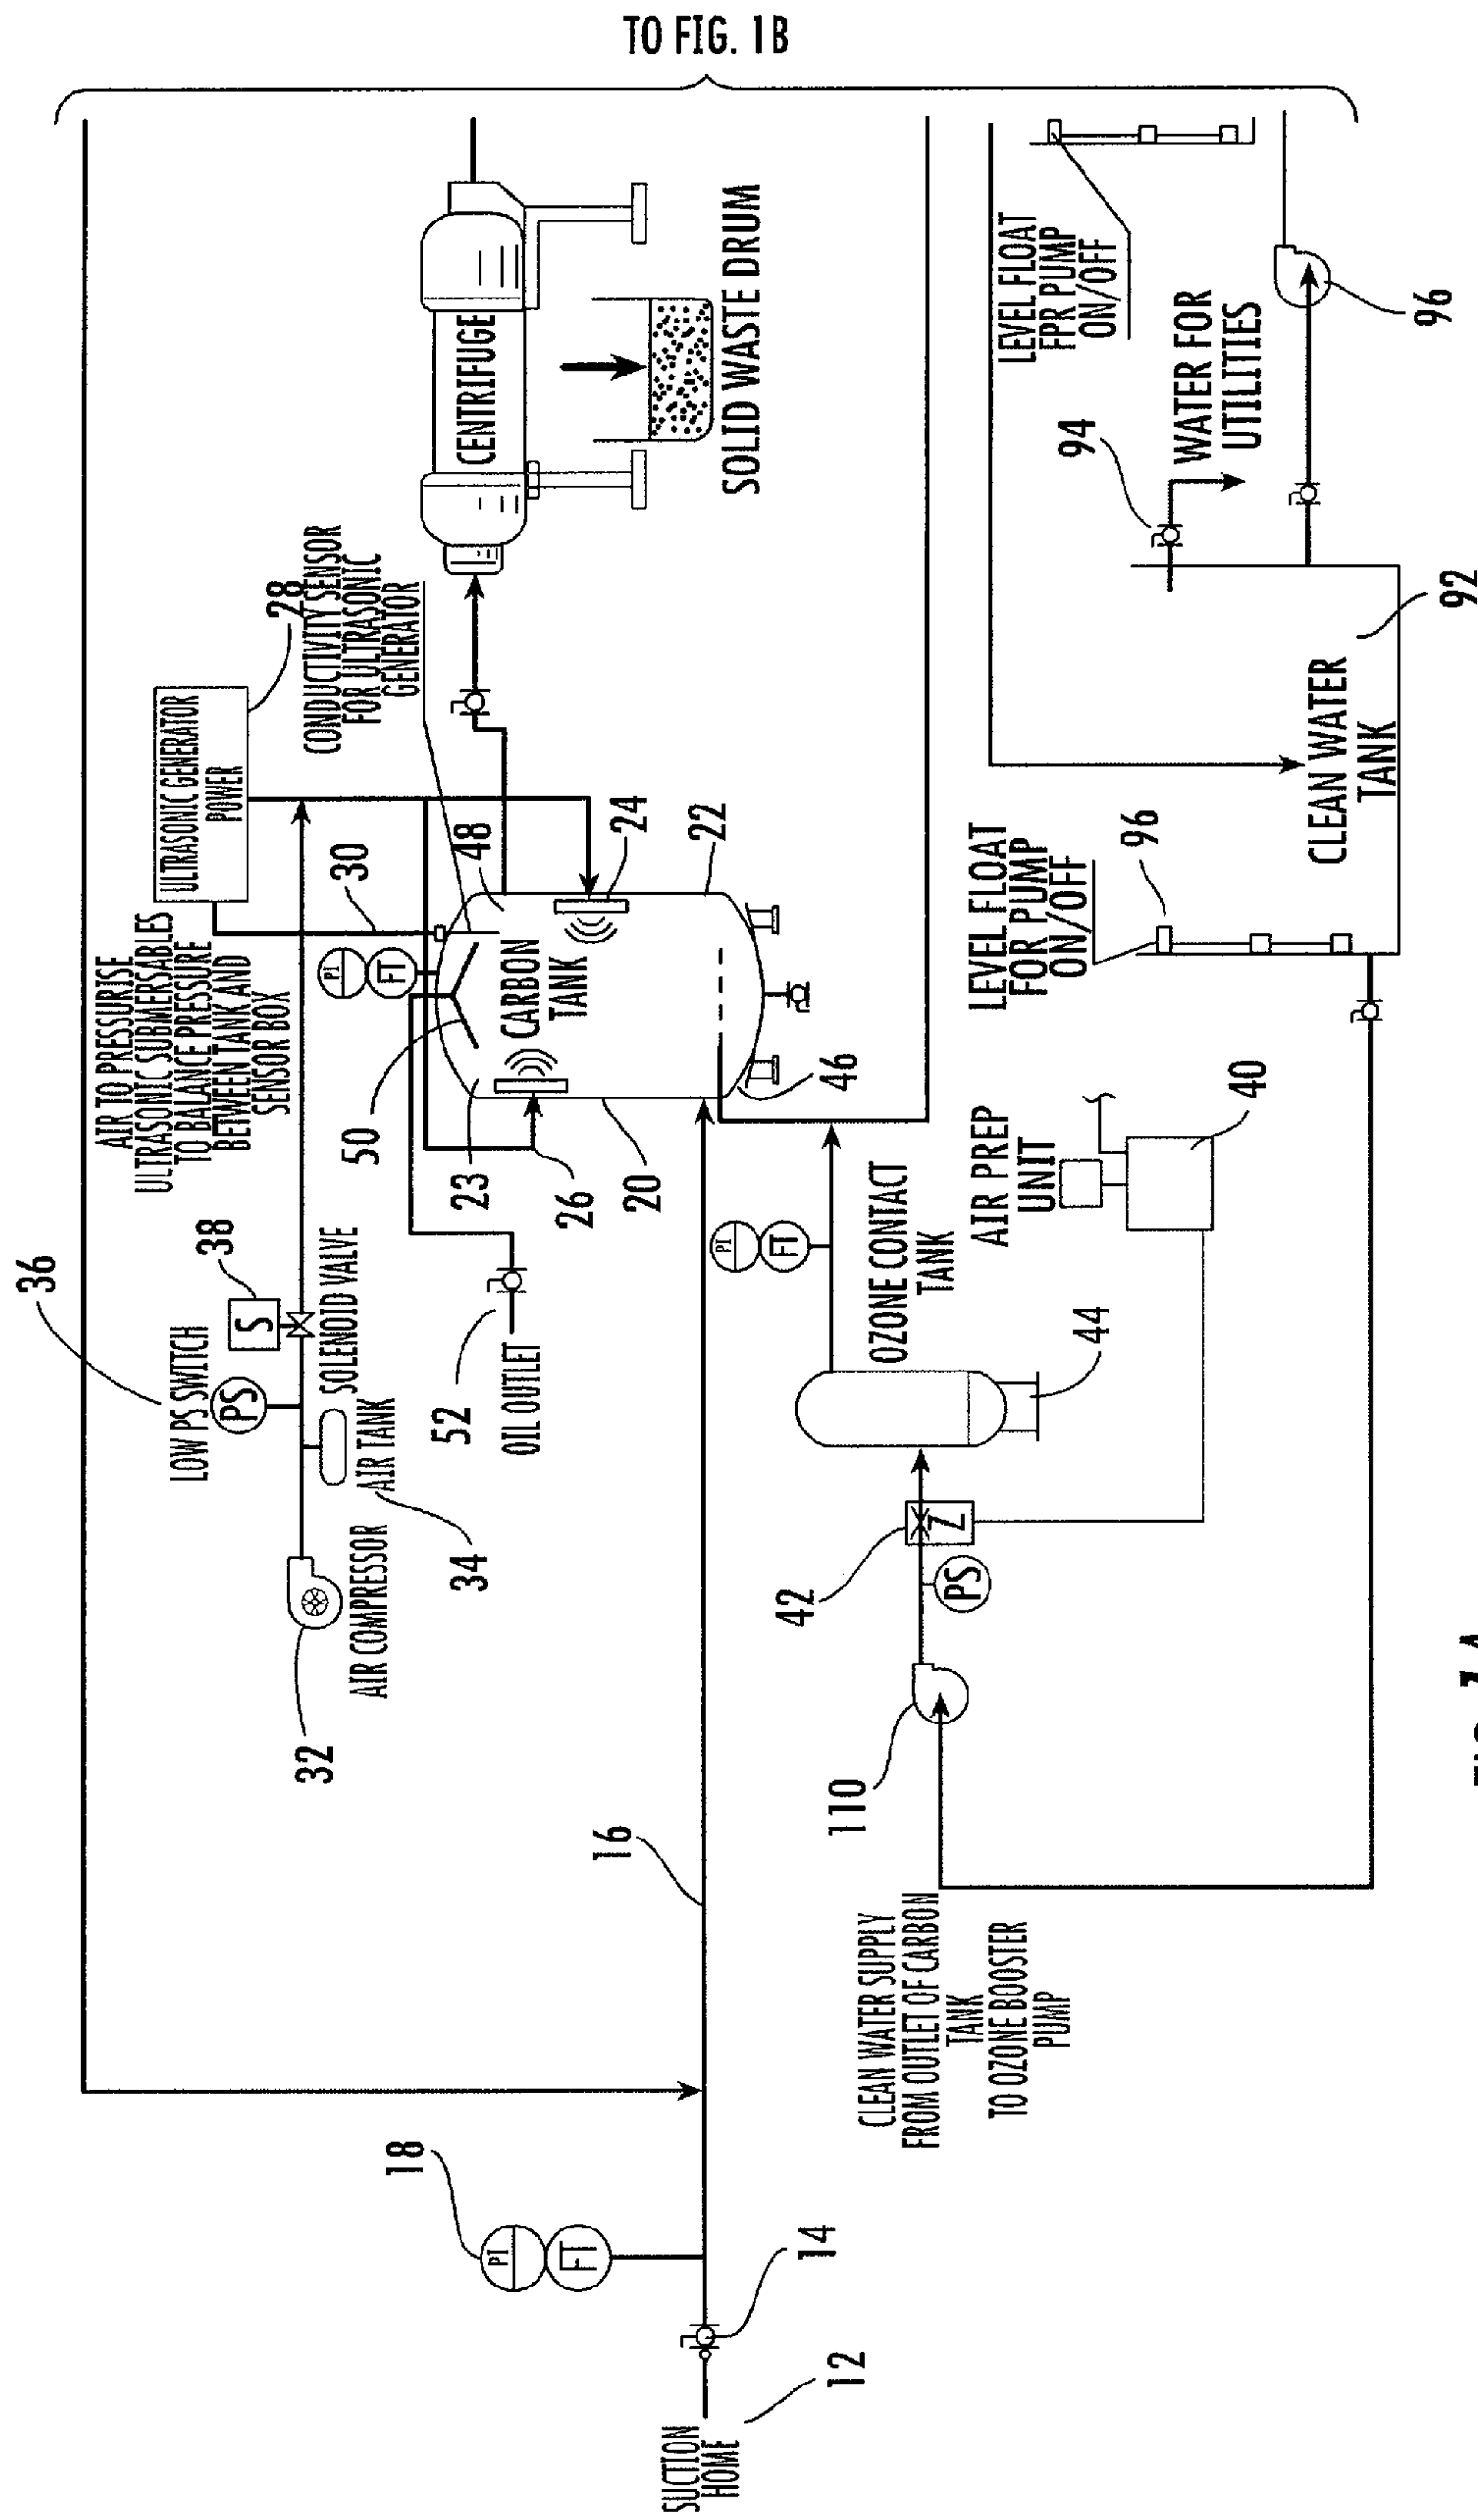 TO FIG. 1B
36
AIR TO PRESSURISE
ULTRASONIC SUBMERSABLES
TO BALANCE PRESSURE
BETWEEN TANK AND
SENSOR BOX
ULTRASONIC GENERATOR
POWER
28
CONDUCTIVITY SENSOR
FOR ULTRASONIC
GENERATOR
LOW PS SWITCH
PS
S
38
SOLENOID VALVE
AIR TANK
34
AIR COMPRESSOR
32
30
PI
FT
50
48
23
CARBON
TANK
24
22
26
20
46
52
OIL OUTLET
CENTRIFUGE
SOLID WASTE DRUM
18
PI
FT
16
14
12
SUCTION
HOME
PI
FT
OZONE CONTACT
TANK
44
42
Z
PS
110
AIR PREP
UNIT
40
CLEAN WATER SUPPLY
FROM OUTLET OF CARBON
TANK
TO OZONE BOOSTER
PUMP
LEVEL FLOAT
FOR PUMP
ON/OFF
96
LEVEL FLOAT
FPR PUMP
ON/OFF
94
WATER FOR
UTILITIES
96
CLEAN WATER
TANK
92